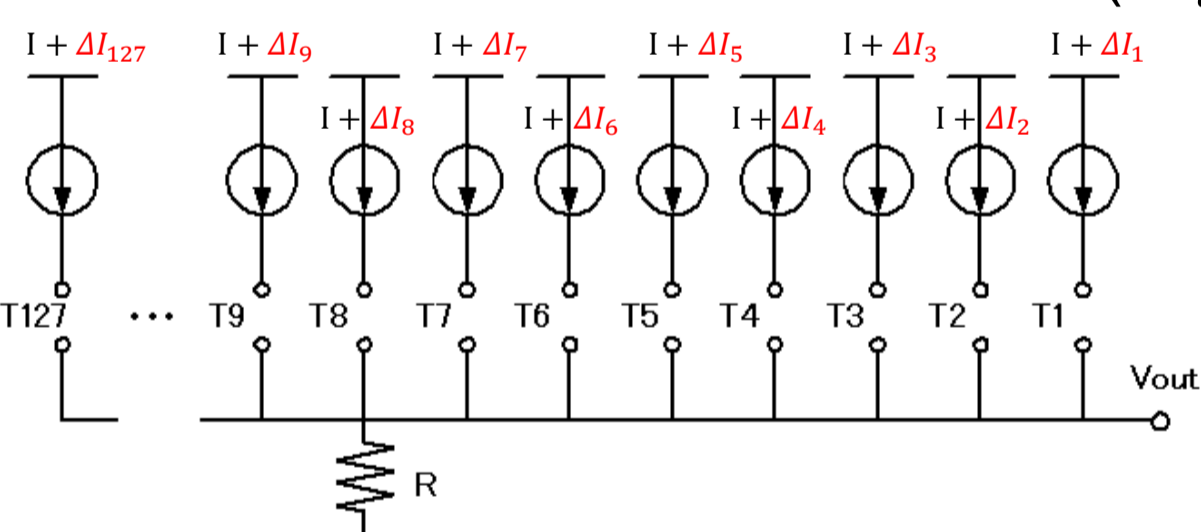 I + ΔI₁₂₇ I + ΔI₉ I + ΔI₇ I + ΔI₅ I + ΔI₃ I + ΔI₁
I + ΔI₈ I + ΔI₆ I + ΔI₄ I + ΔI₂
T127 ... T9 T8 T7 T6 T5 T4 T3 T2 T1
Vout
R